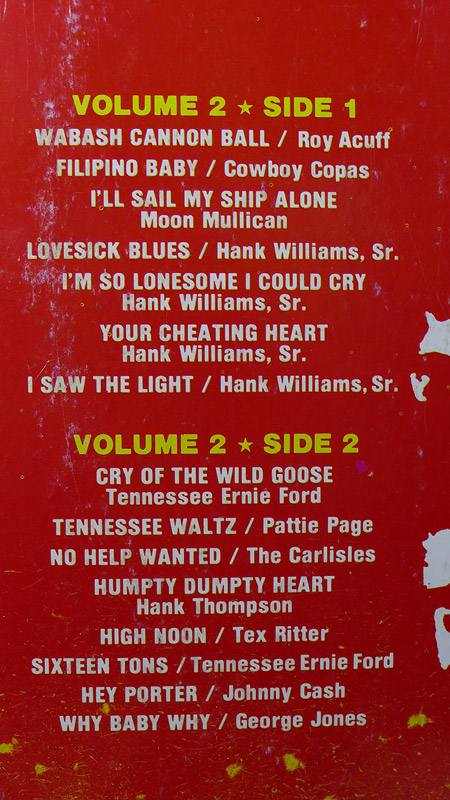 VOLUME 2 ★ SIDE 1
WABASH CANNON BALL / Roy Acuff
FILIPINO BABY / Cowboy Copas
I'LL SAIL MY SHIP ALONE
Moon Mullican
LOVESICK BLUES / Hank Williams, Sr.
I'M SO LONESOME I COULD CRY
Hank Williams, Sr.
YOUR CHEATING HEART
Hank Williams, Sr.
I SAW THE LIGHT / Hank Williams, Sr.
VOLUME 2 ★ SIDE 2
CRY OF THE WILD GOOSE
Tennessee Ernie Ford
TENNESSEE WALTZ / Pattie Page
NO HELP WANTED / The Carlisles
HUMPTY DUMPTY HEART
Hank Thompson
HIGH NOON / Tex Ritter
SIXTEEN TONS / Tennessee Ernie Ford
HEY PORTER / Johnny Cash
WHY BABY WHY / George Jones